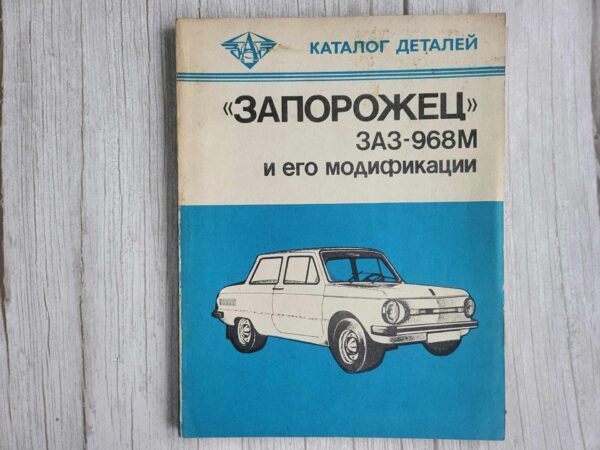 КАТАЛОГ ДЕТАЛЕЙ
«ЗАПОРОЖЕЦ»
ЗАЗ-968М
и его модификации